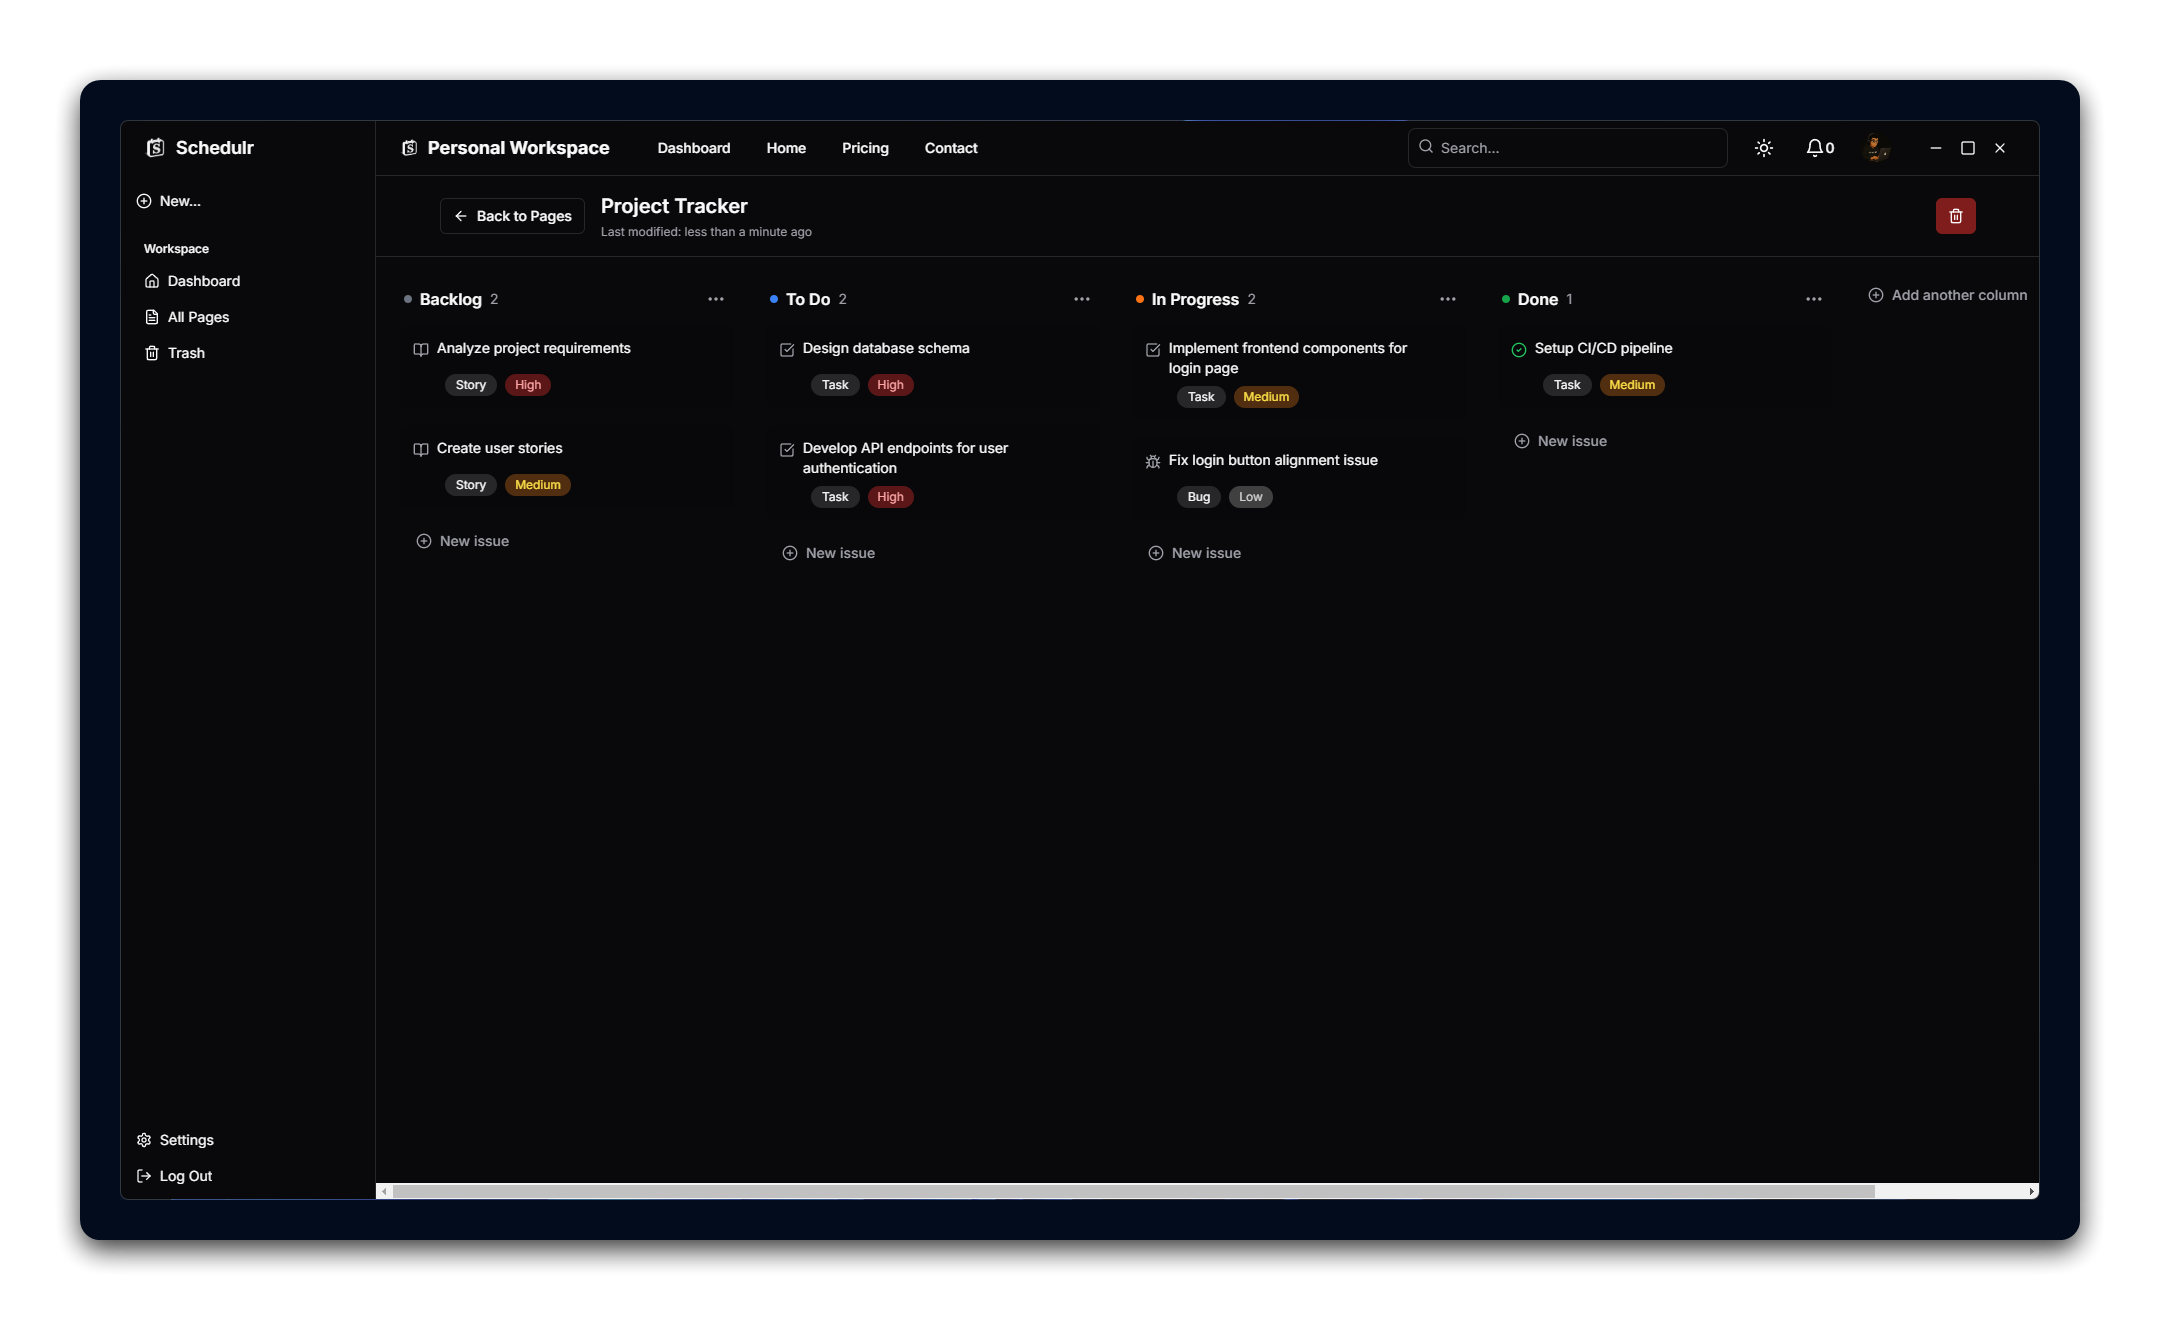 Schedulr
New...
Workspace
Dashboard
All Pages
Trash
Settings
Log Out
Personal Workspace
Dashboard
Home
Pricing
Contact
Search...
0
Back to Pages
Project Tracker
Last modified: less than a minute ago
Backlog 2
Analyze project requirements
Story High
Create user stories
Story Medium
New issue
To Do 2
Design database schema
Task High
Develop API endpoints for user
authentication
Task High
New issue
In Progress 2
Implement frontend components for
login page
Task Medium
Fix login button alignment issue
Bug Low
New issue
Done 1
Setup CI/CD pipeline
Task Medium
New issue
Add another column